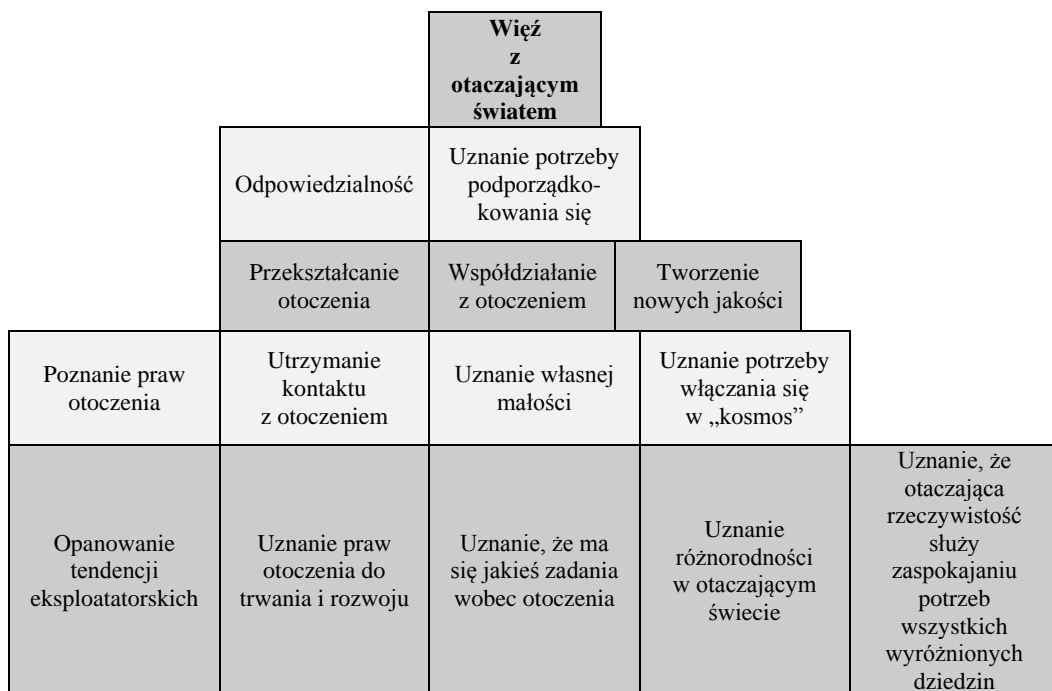 Więź
z
otaczającym
światem
Odpowiedzialność
Uznanie potrzeby
podporządko-
kowania się
Przekształcanie
otoczenia
Współdziałanie
z otoczeniem
Tworzenie
nowych jakości
Poznanie praw
otoczenia
Utrzymanie
kontaktu
z otoczeniem
Uznanie własnej
małości
Uznanie potrzeby
włączania się
w „kosmos”
Opanowanie
tendencji
eksploatatorskich
Uznanie praw
otoczenia do
trwania i rozwoju
Uznanie, że ma
się jakieś zadania
wobec otoczenia
Uznanie
różnorodności
w otaczającym
świecie
Uznanie, że
otaczająca
rzeczywistość
służy
zaspokajaniu
potrzeb
wszystkich
wyróżnionych
dziedzin